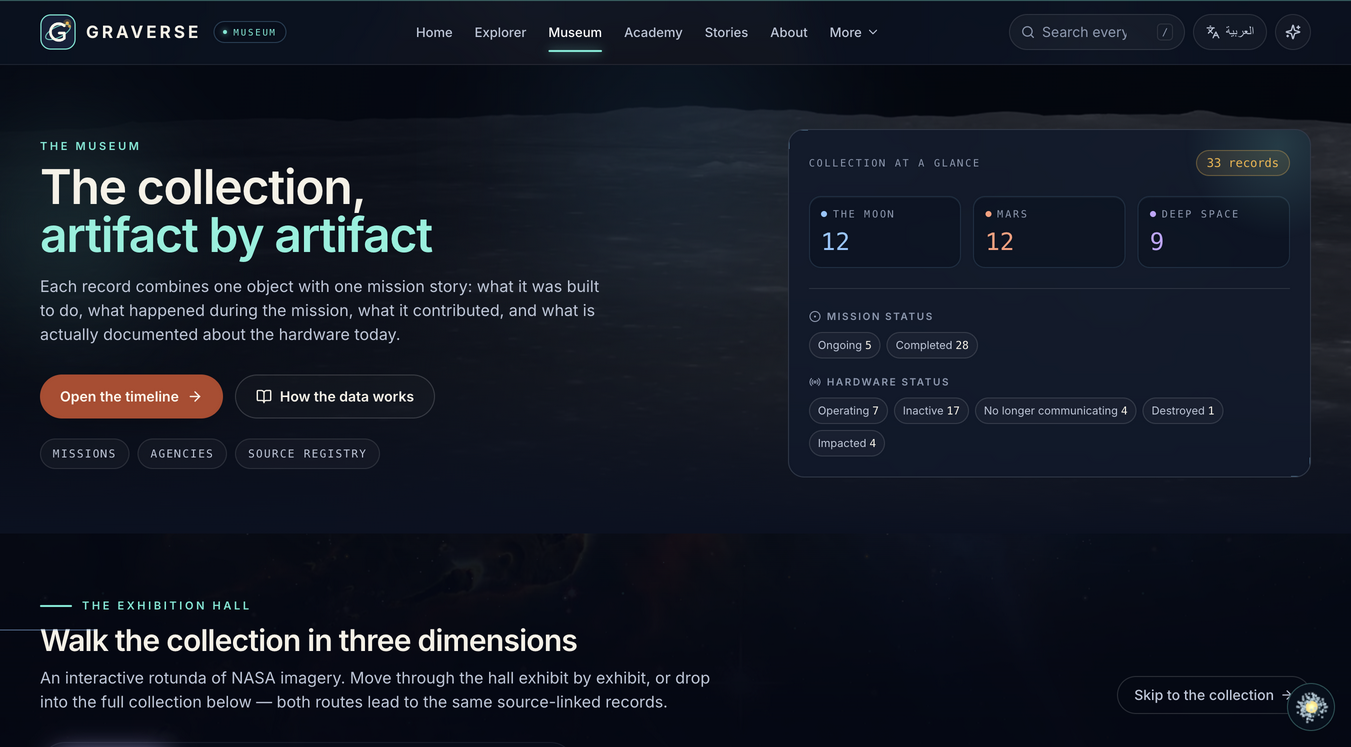 GRAVERSE
MUSEUM
Home
Explorer
Museum
Academy
Stories
About
More
Search every
/
العربية
THE MUSEUM
The collection,
artifact by artifact
Each record combines one object with one mission story: what it was built
to do, what happened during the mission, what it contributed, and what is
actually documented about the hardware today.
Open the timeline
How the data works
MISSIONS
AGENCIES
SOURCE REGISTRY
COLLECTION AT A GLANCE
33 records
THE MOON
12
MARS
12
DEEP SPACE
9
MISSION STATUS
Ongoing 5
Completed 28
HARDWARE STATUS
Operating 7
Inactive 17
No longer communicating 4
Destroyed 1
Impacted 4
THE EXHIBITION HALL
Walk the collection in three dimensions
An interactive rotunda of NASA imagery. Move through the hall exhibit by exhibit, or drop
into the full collection below — both routes lead to the same source-linked records.
Skip to the collection